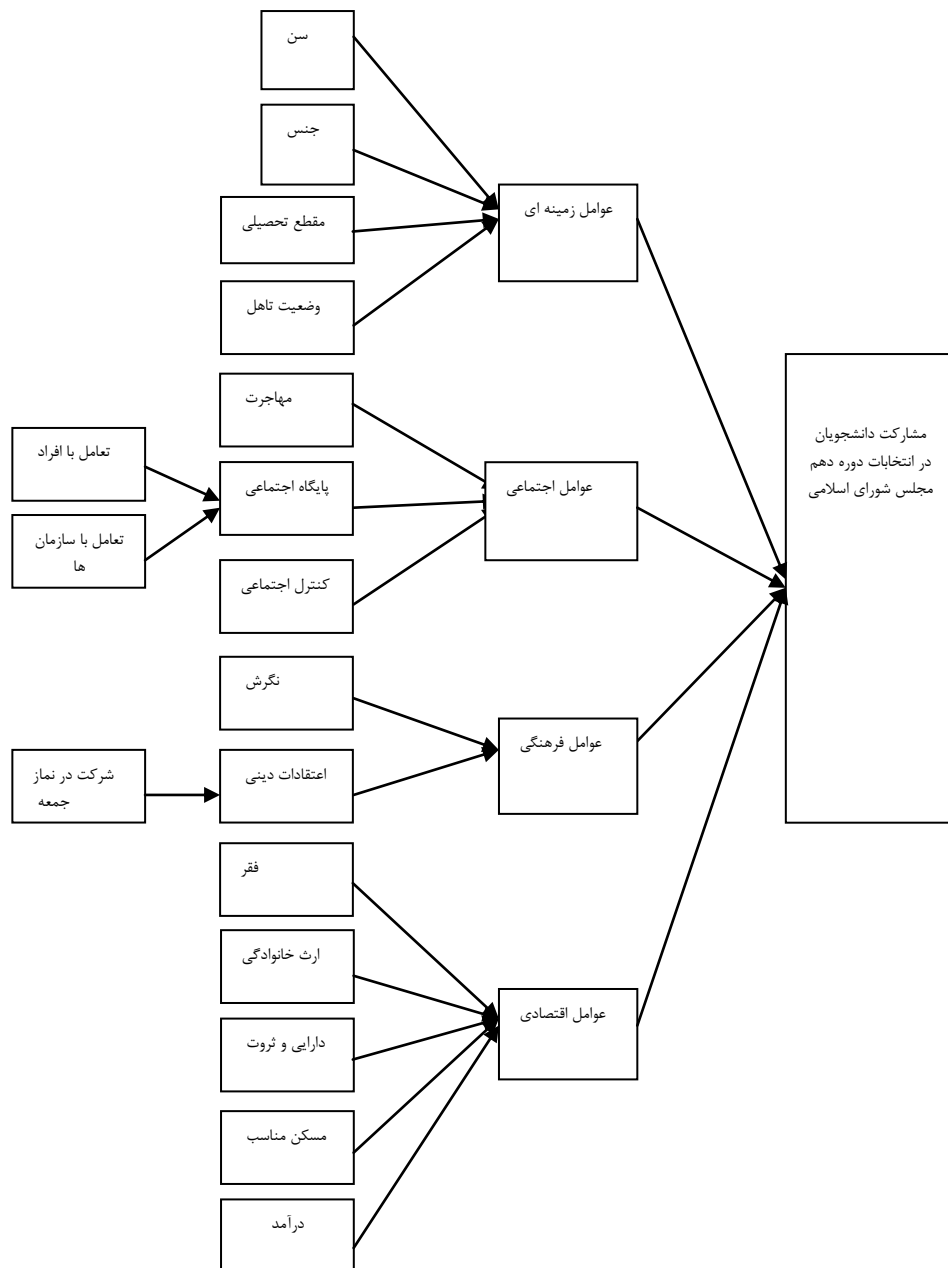 سن
جنس
مقطع تحصیلی
وضعیت تاهل
عوامل زمینه ای
مهاجرت
پایگاه اجتماعی
کنترل اجتماعی
تعامل با افراد
تعامل با سازمان
ها
عوامل اجتماعی
مشارکت دانشجویان
در انتخابات دوره دهم
مجلس شورای اسلامی
نگرش
اعتقادات دینی
شرکت در نماز
جمعه
عوامل فرهنگی
فقر
ارث خانوادگی
دارایی و ثروت
مسکن مناسب
درآمد
عوامل اقتصادی